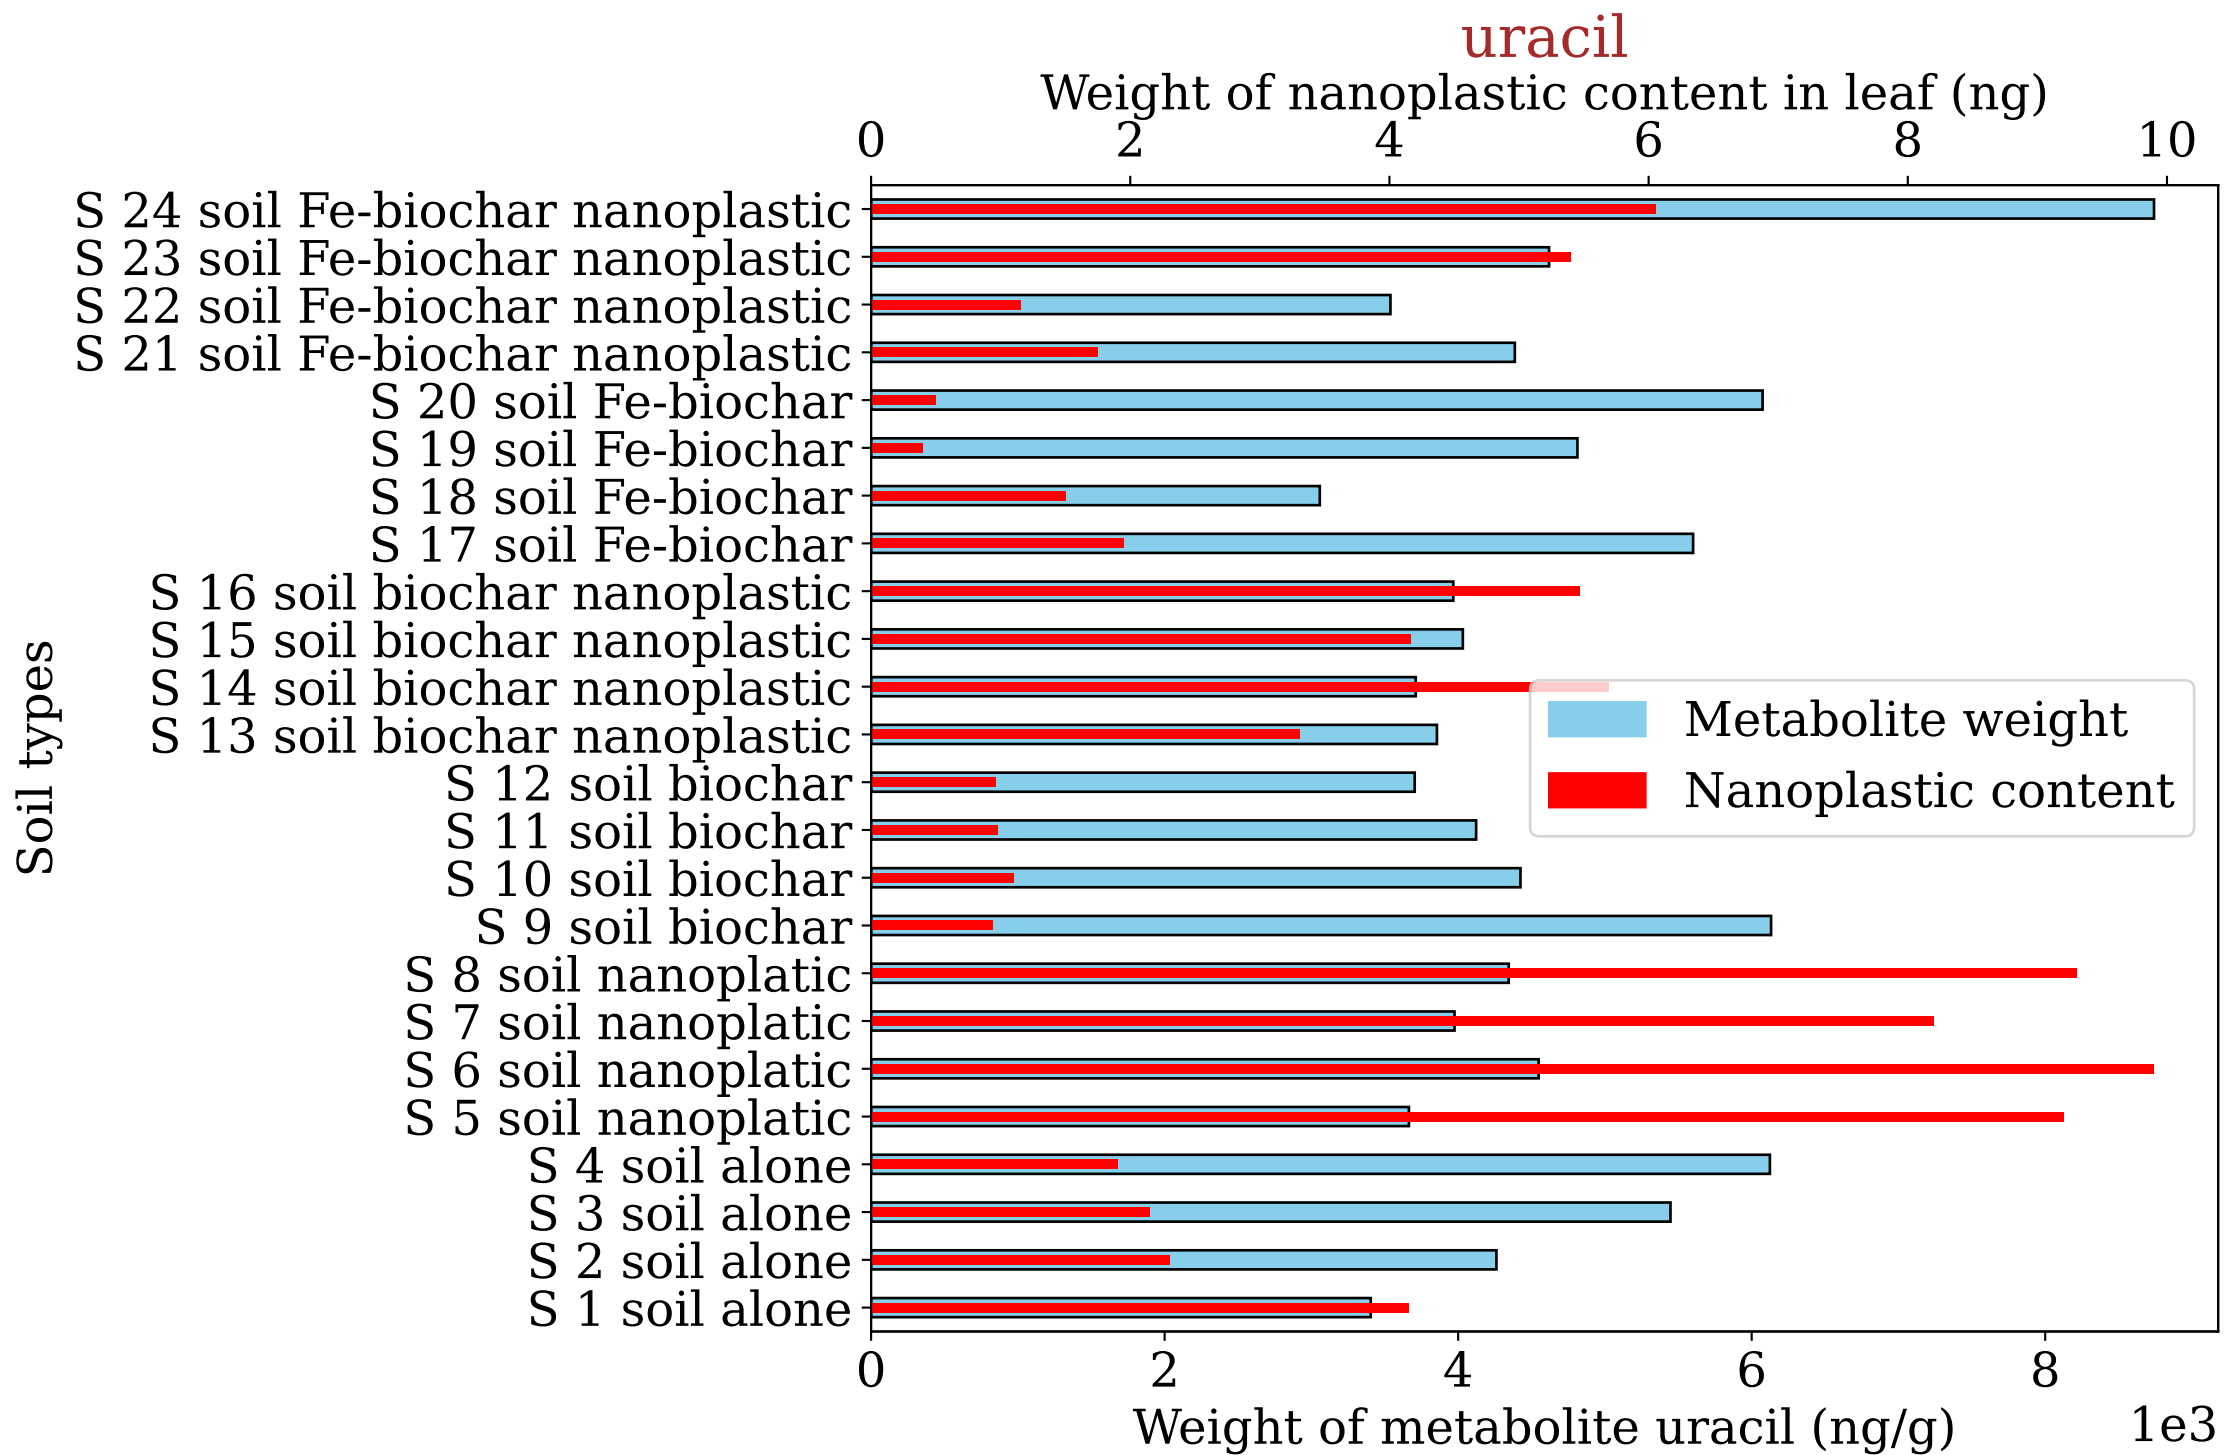 uracil
Weight of nanoplastic content in leaf (ng)
0 2 4 6 8 10
S 24 soil Fe-biochar nanoplastic
S 23 soil Fe-biochar nanoplastic
S 22 soil Fe-biochar nanoplastic
S 21 soil Fe-biochar nanoplastic
S 20 soil Fe-biochar
S 19 soil Fe-biochar
S 18 soil Fe-biochar
S 17 soil Fe-biochar
S 16 soil biochar nanoplastic
S 15 soil biochar nanoplastic
S 14 soil biochar nanoplastic
S 13 soil biochar nanoplastic
S 12 soil biochar
S 11 soil biochar
S 10 soil biochar
S 9 soil biochar
S 8 soil nanoplatic
S 7 soil nanoplatic
S 6 soil nanoplatic
S 5 soil nanoplatic
S 4 soil alone
S 3 soil alone
S 2 soil alone
S 1 soil alone
Soil types
Metabolite weight
Nanoplastic content
0 2 4 6 8
Weight of metabolite uracil (ng/g)
1e3